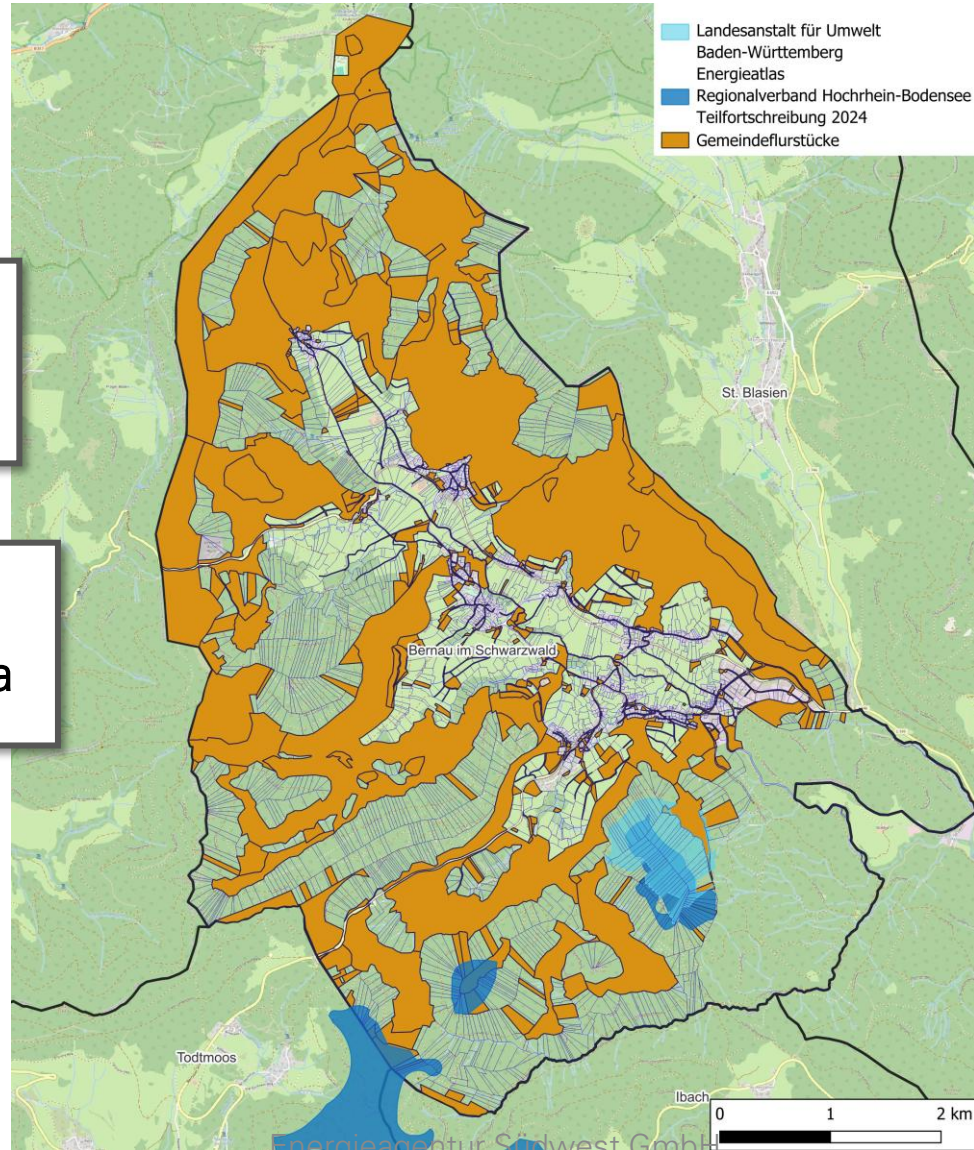 Landesanstalt für Umwelt
Baden-Württemberg
Energieatlas
Regionalverband Hochrhein-Bodensee
Teilfortschreibung 2024
Gemeindeflurstücke
St. Blasien
a
Bernau im Schwarzwald
Todtmoos
Ibach
0 1 2 km
Energieagentur Südwest GmbH